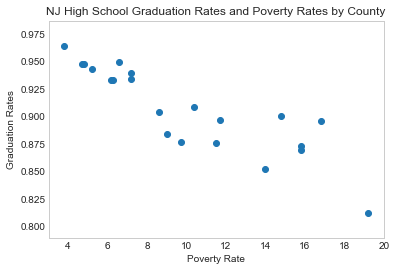 NJ High School Graduation Rates and Poverty Rates by County
0.975
0.950
0.925
0.900
0.875
0.850
0.825
0.800
Graduation Rates
4 6 8 10 12 14 16 18 20
Poverty Rate